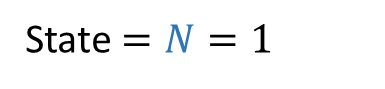 State = N = 1